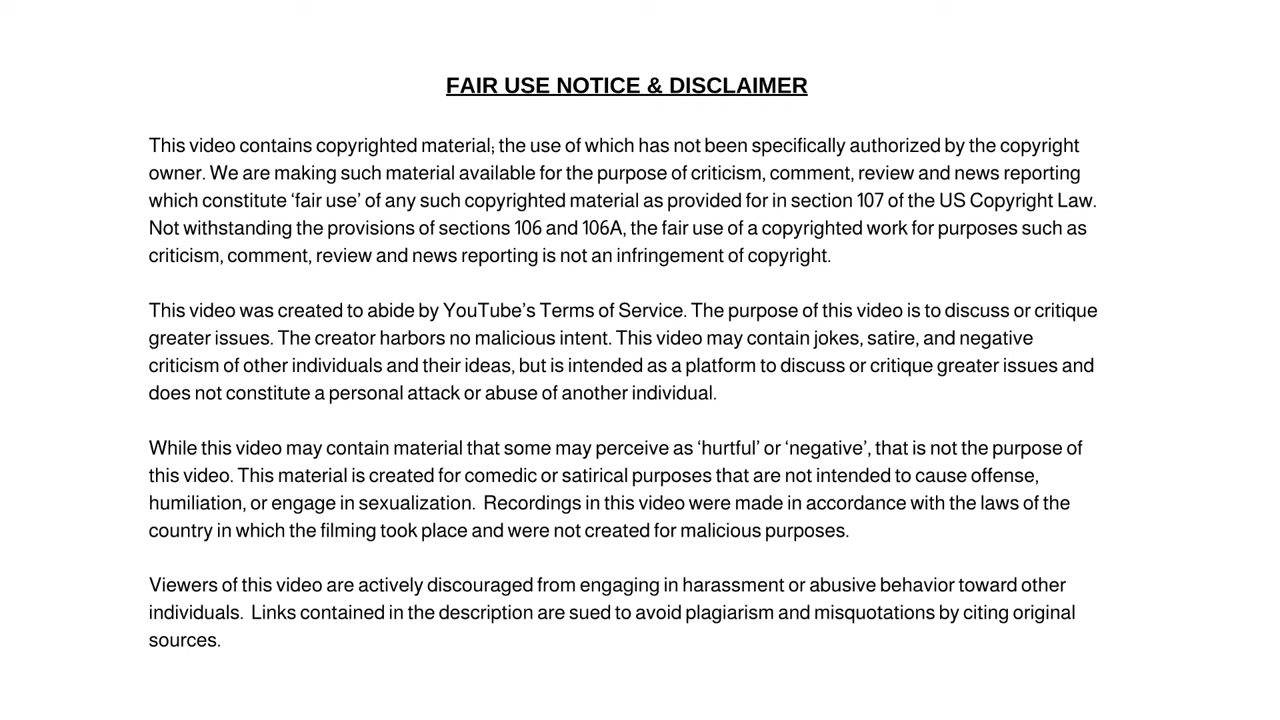 FAIR USE NOTICE & DISCLAIMER
This video contains copyrighted material; the use of which has not been specifically authorized by the copyright
owner. We are making such material available for the purpose of criticism, comment, review and news reporting
which constitute ‘fair use’ of any such copyrighted material as provided for in section 107 of the US Copyright Law.
Not withstanding the provisions of sections 106 and 106A, the fair use of a copyrighted work for purposes such as
criticism, comment, review and news reporting is not an infringement of copyright.
This video was created to abide by YouTube’s Terms of Service. The purpose of this video is to discuss or critique
greater issues. The creator harbors no malicious intent. This video may contain jokes, satire, and negative
criticism of other individuals and their ideas, but is intended as a platform to discuss or critique greater issues and
does not constitute a personal attack or abuse of another individual.
While this video may contain material that some may perceive as ‘hurtful’ or ‘negative’, that is not the purpose of
this video. This material is created for comedic or satirical purposes that are not intended to cause offense,
humiliation, or engage in sexualization.  Recordings in this video were made in accordance with the laws of the
country in which the filming took place and were not created for malicious purposes.
Viewers of this video are actively discouraged from engaging in harassment or abusive behavior toward other
individuals.  Links contained in the description are sued to avoid plagiarism and misquotations by citing original
sources.